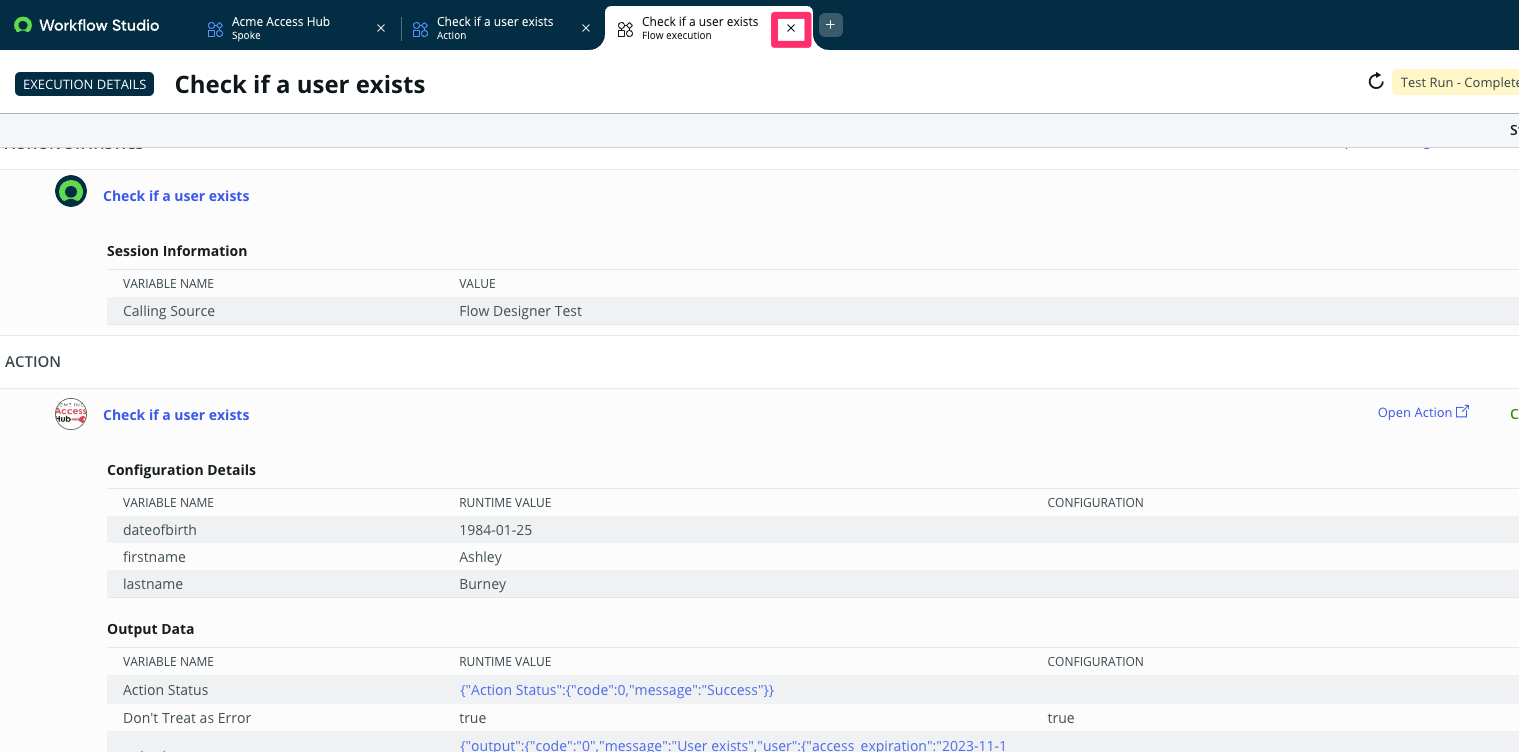 Workflow Studio
Acme Access Hub
Spoke
Check if a user exists
Action
Check if a user exists
Flow execution
EXECUTION DETAILS
Check if a user exists
Test Run - Complete
S
Check if a user exists
Session Information
VARIABLE NAME VALUE
Calling Source Flow Designer Test
ACTION
Access
Hub
Check if a user exists
Open Action
C
Configuration Details
VARIABLE NAME RUNTIME VALUE CONFIGURATION
dateofbirth 1984-01-25
firstname Ashley
lastname Burney
Output Data
VARIABLE NAME RUNTIME VALUE CONFIGURATION
Action Status {"Action Status":{"code":0,"message":"Success"}}
Don't Treat as Error true true
{"output":{"code":"0","message":"User exists","user":{"access_expiration":"2023-11-1